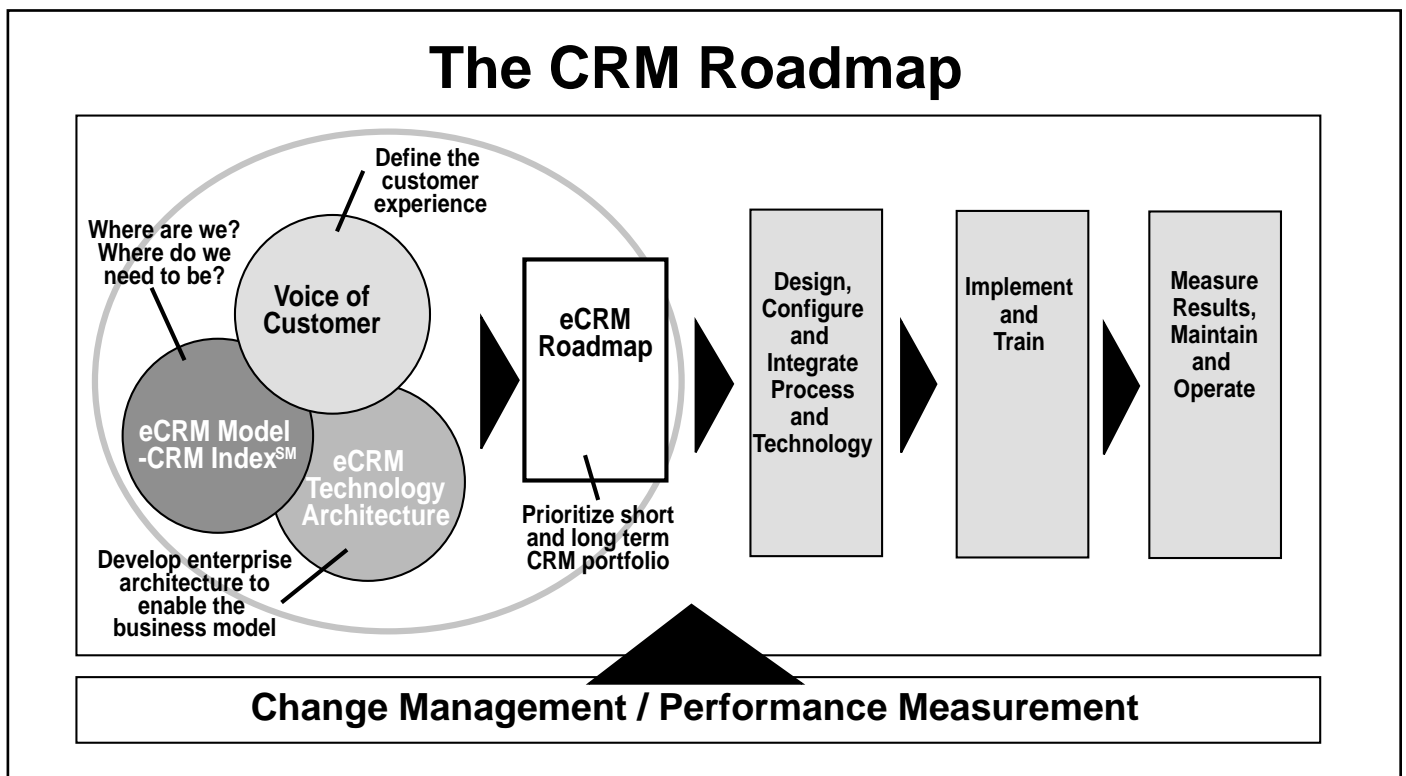 The CRM Roadmap
Define the
customer
experience
Where are we?
Where do we
need to be?
Voice of
Customer
eCRM Model
-CRM Index℠
eCRM
Technology
Architecture
Develop enterprise
architecture to
enable the
business model
eCRM
Roadmap
Prioritize short
and long term
CRM portfolio
Design,
Configure
and
Integrate
Process
and
Technology
Implement
and
Train
Measure
Results,
Maintain
and
Operate
Change Management / Performance Measurement